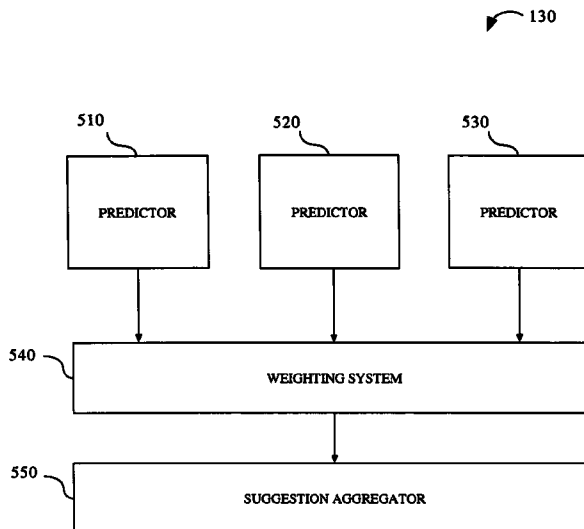 130
510
520
530
PREDICTOR
PREDICTOR
PREDICTOR
540
WEIGHTING SYSTEM
550
SUGGESTION AGGREGATOR